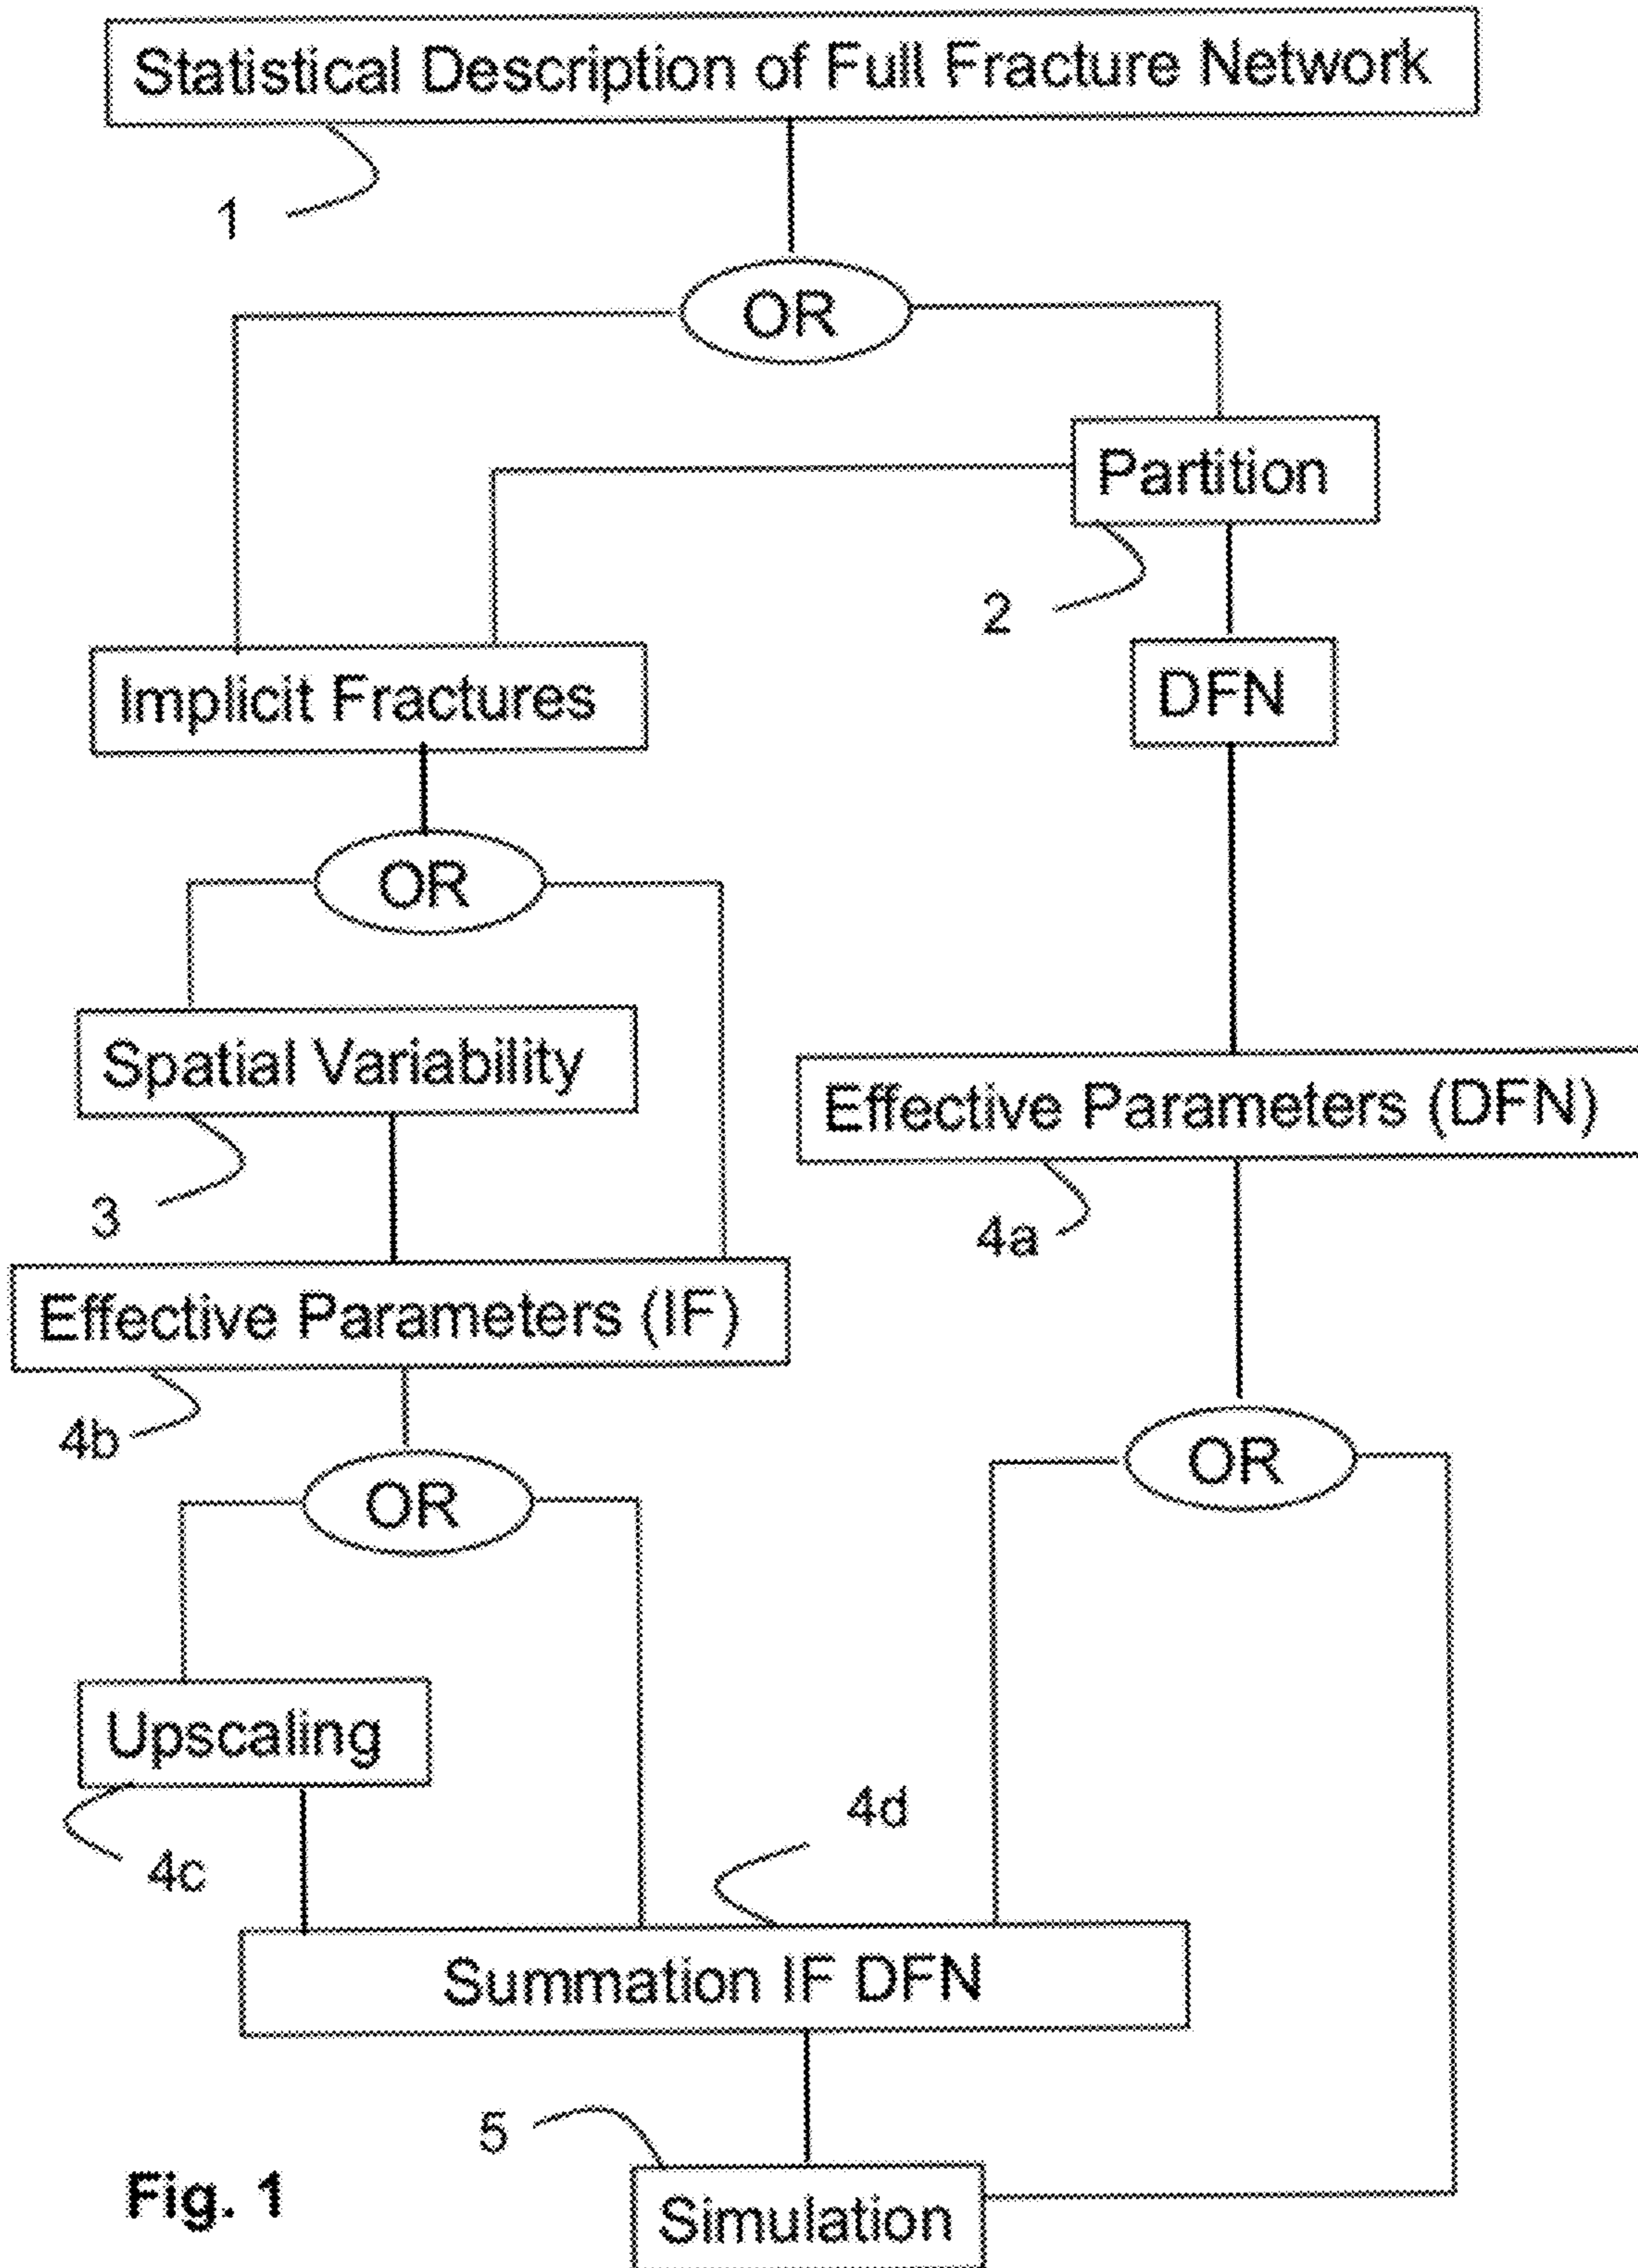 Statistical Description of Full Fracture Network
1
OR
Partition
2
Implicit Fractures
DFN
OR
Spatial Variability
Effective Parameters (DFN)
3
4a
Effective Parameters (IF)
4b
OR
OR
Upscaling
4d
4c
Summation IF DFN
5
Fig. 1
Simulation